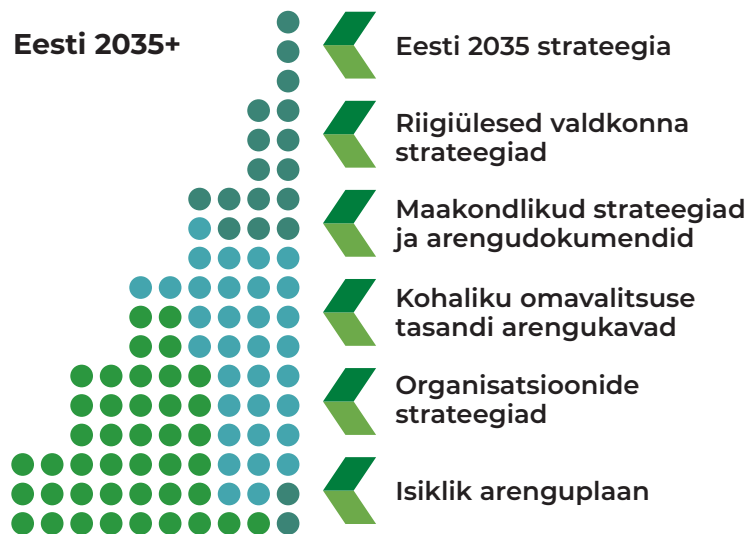 Eesti 2035+
Eesti 2035 strateegia
Riigiülesed valdkonna
strateegiad
Maakondlikud strateegiad
ja arengudokumendid
Kohaliku omavalitsuse
tasandi arengukavad
Organisatsioonide
strateegiad
Isiklik arenguplaan